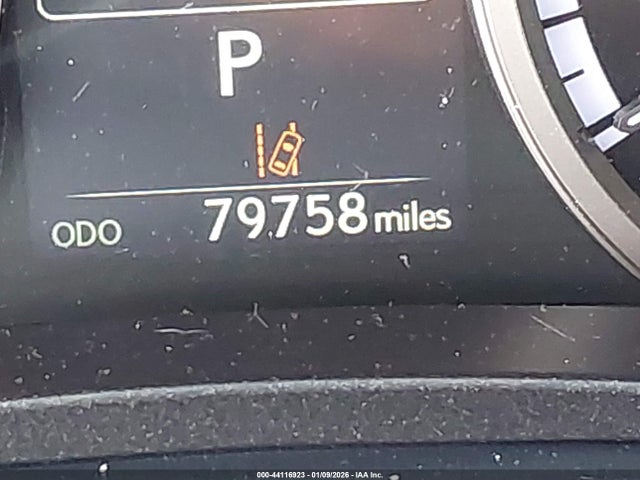 P
ODO 79758 miles
000-44116923 - 01/09/2026 - IAA Inc.